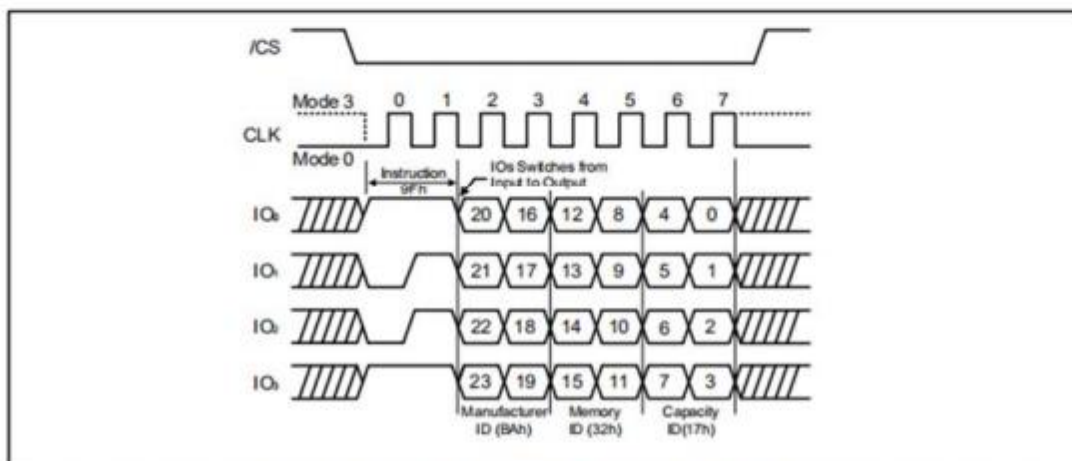 /CS
Mode 3 0 1 2 3 4 5 6 7
CLK
Mode 0
Instruction
9Fh
IOs Switches from
Input to Output
IO₀ 20 16 12 8 4 0
IO₁ 21 17 13 9 5 1
IO₂ 22 18 14 10 6 2
IO₃ 23 19 15 11 7 3
Manufacturer Memory Capacity
ID (BAh) ID (32h) ID(17h)